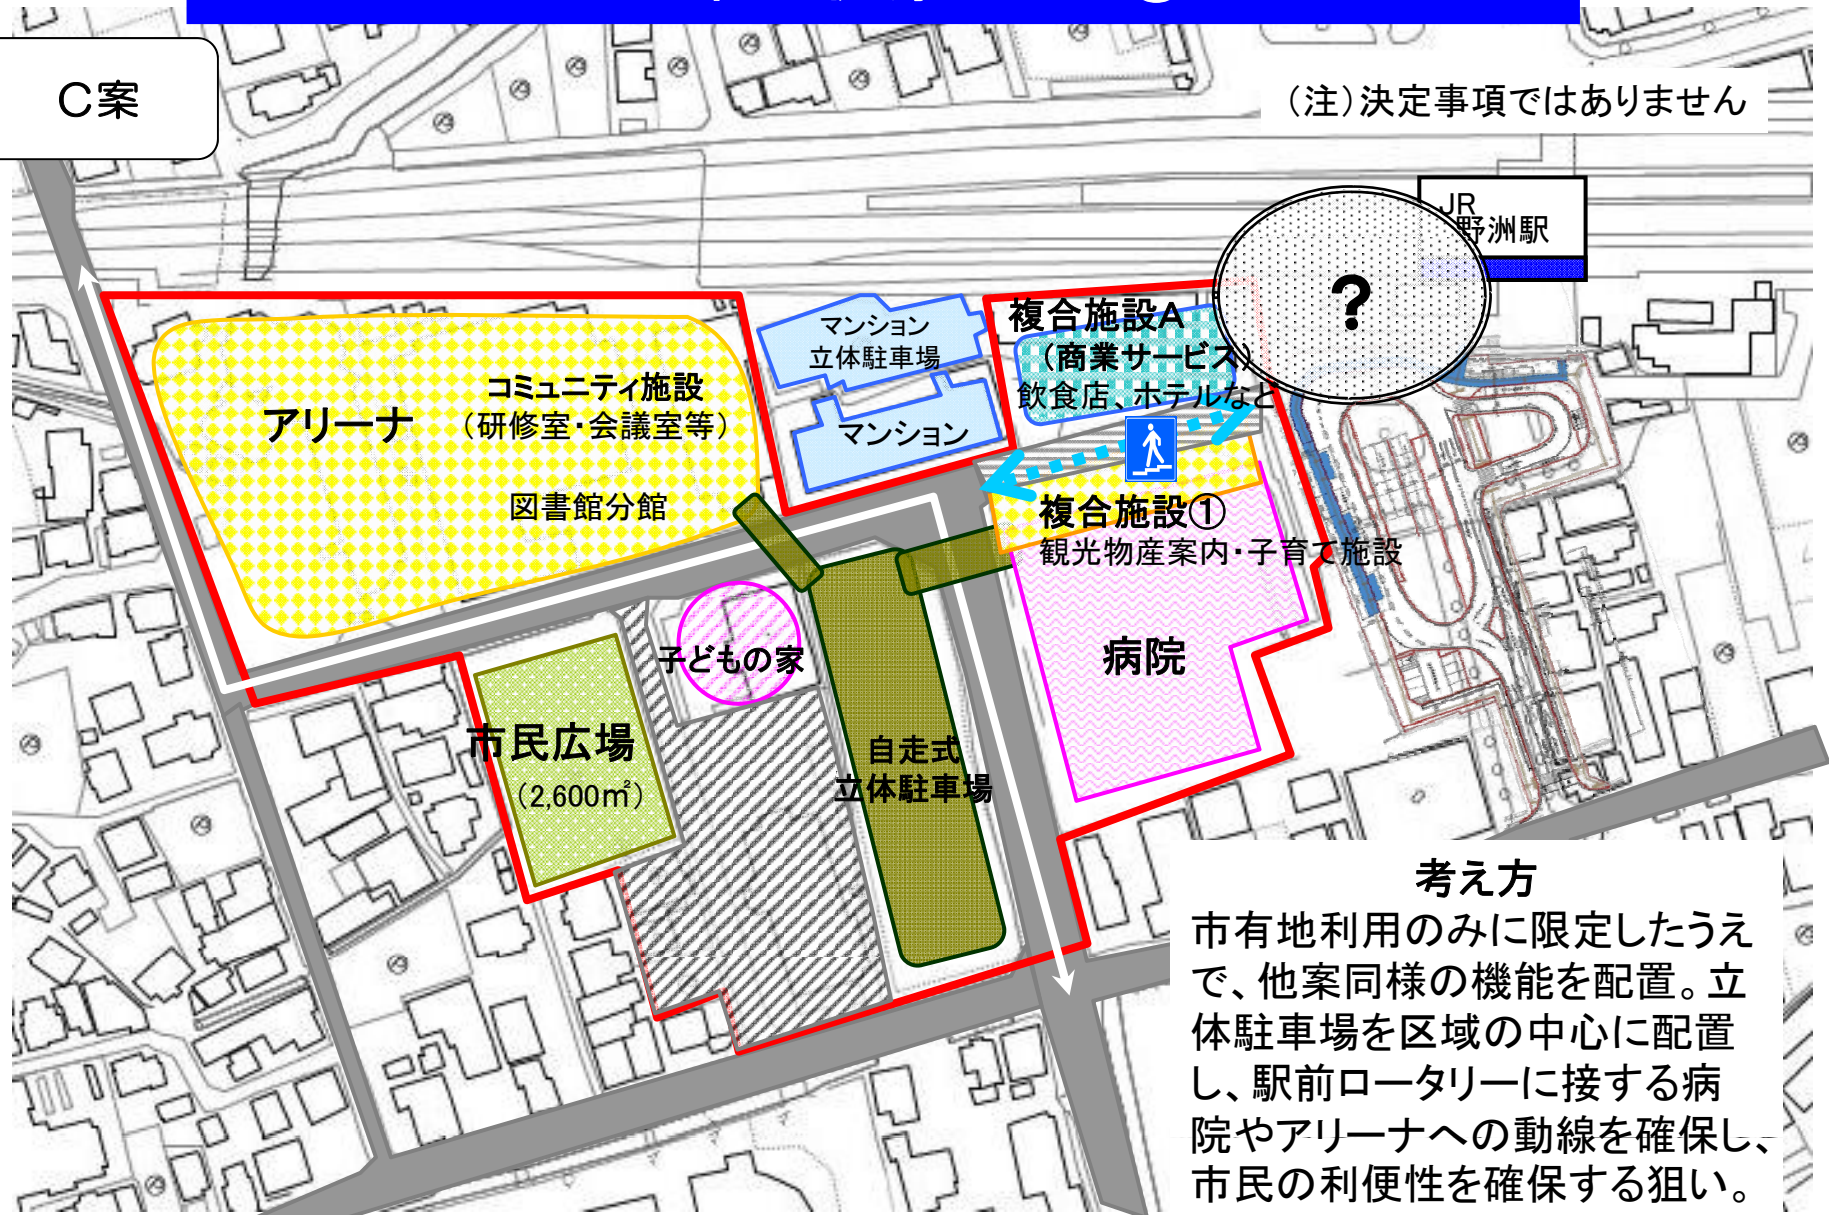 C案
(注)決定事項ではありません
JR
野洲駅
?
複合施設A
(商業サービス)
飲食店、ホテルなど
マンション
立体駐車場
マンション
コミュニティ施設
(研修室・会議室等)
アリーナ
図書館分館
複合施設①
観光物産案内・子育て施設
病院
子どもの家
市民広場
(2,600㎡)
自走式
立体駐車場
考え方
市有地利用のみに限定したうえ
で、他案同様の機能を配置。立
体駐車場を区域の中心に配置
し、駅前ロータリーに接する病
院やアリーナへの動線を確保し、
市民の利便性を確保する狙い。